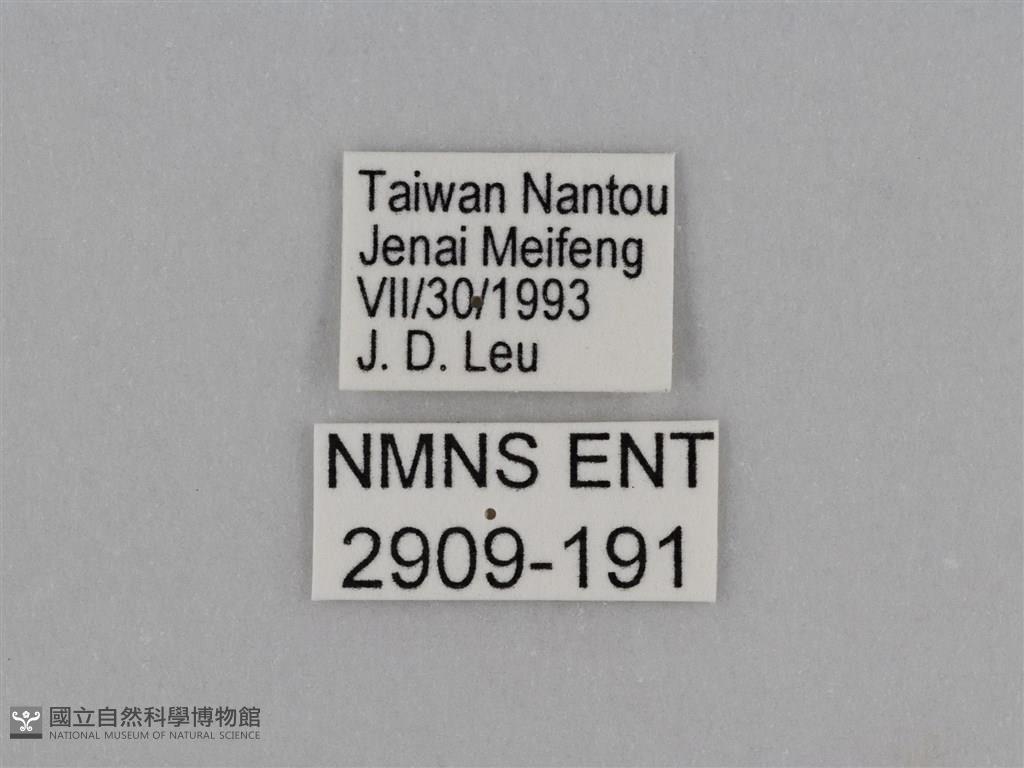 Taiwan Nantou
Jenai Meifeng
VII/30/1993
J. D. Leu
NMNS ENT
2909-191
國立自然科學博物館
NATIONAL MUSEUM OF NATURAL SCIENCE